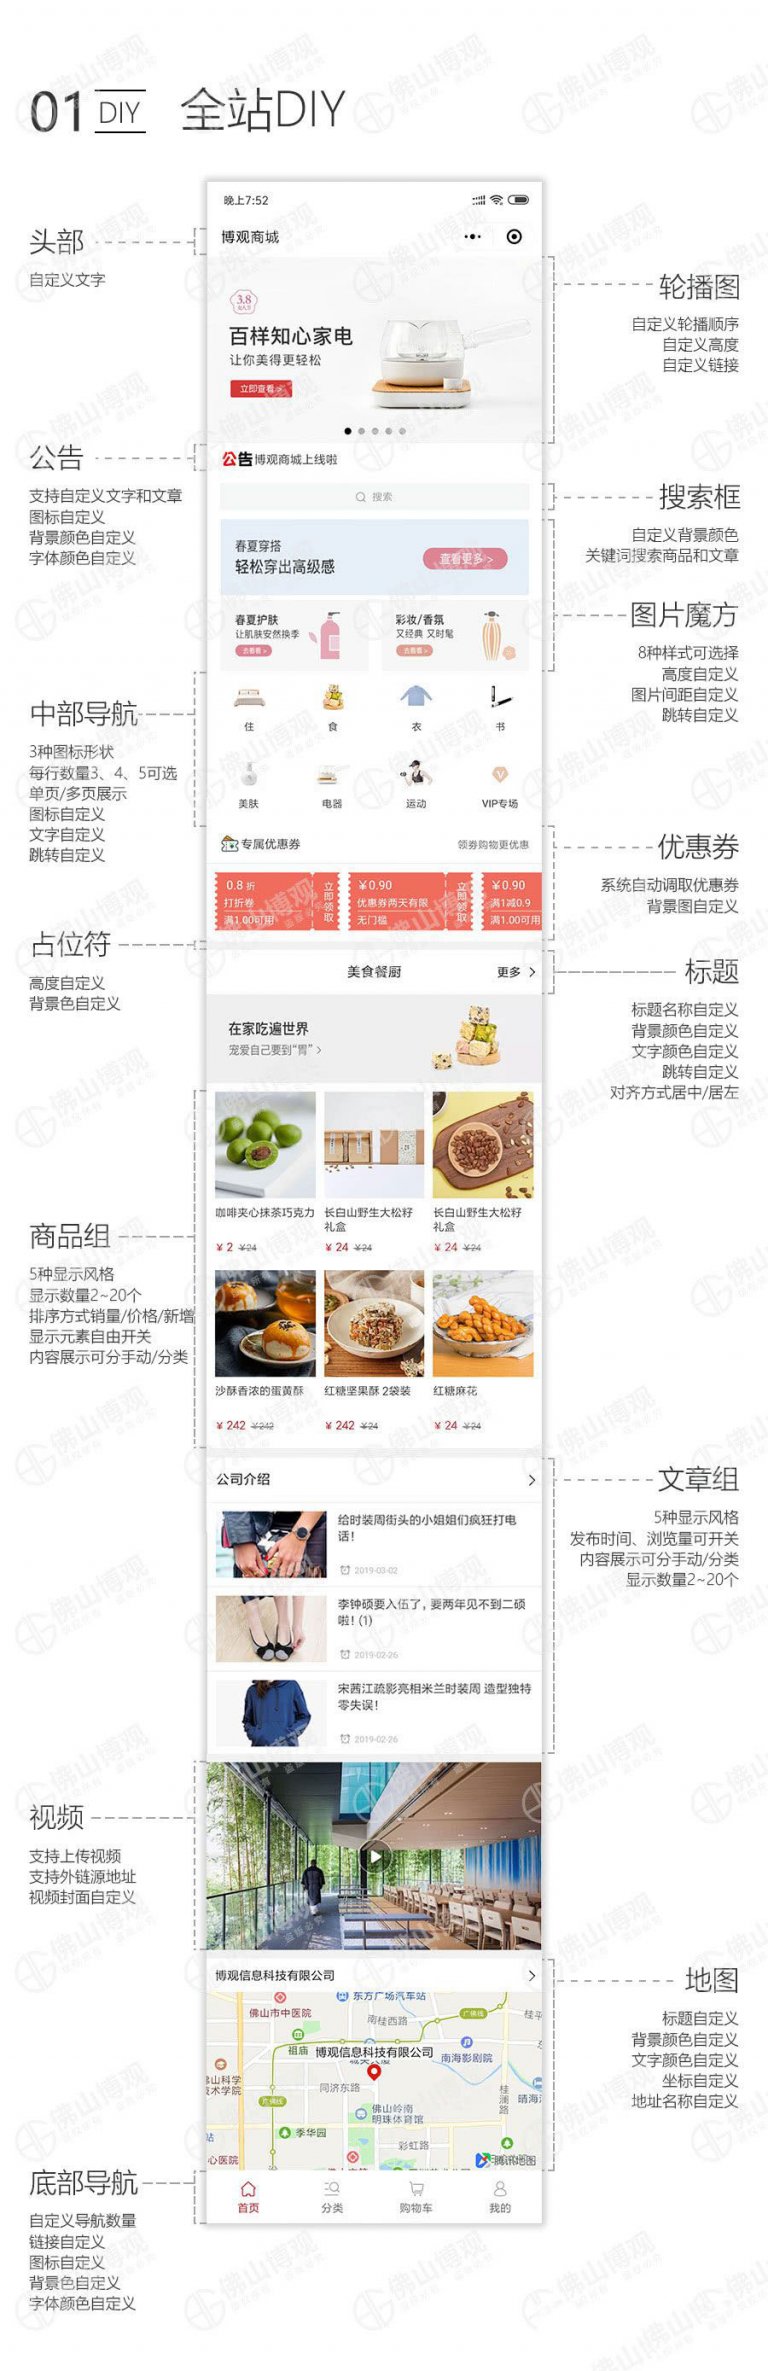 01 DIY 全站DIY
头部
自定义文字
公告
支持自定义文字和文章
图标自定义
背景颜色自定义
字体颜色自定义
中部导航
3种图标形状
每行数量3、4、5可选
单页/多页展示
图标自定义
文字自定义
跳转自定义
占位符
高度自定义
背景色自定义
商品组
5种显示风格
显示数量2~20个
排序方式销量/价格/新增
显示元素自由开关
内容展示可分手动/分类
视频
支持上传视频
支持外链源地址
视频封面自定义
底部导航
自定义导航数量
链接自定义
图标自定义
背景色自定义
字体颜色自定义
晚上7:52
博观商城
3.8
百样知心家电
让你美得更轻松
立即查看 >
公告 博观商城上线啦
搜索
春夏穿搭
轻松穿出高级感
查看更多 >
春夏护肤
让肌肤安然换季
去看看 >
彩妆/香氛
又经典 又时髦
去看看 >
住 食 衣 书
美肤 电器 运动 VIP专场
专属优惠券 领券购物更优惠
0.8 折
打折卷
满1.00可用
立即领取
￥0.90
优惠券两天有限
无门槛
立即领取
￥0.90
满1减0.9
满1.00可用
美食餐厨 更多
在家吃遍世界
宠爱自己要到“胃” >
咖啡夹心抹茶巧克力
￥2 ￥24
长白山野生大松籽
礼盒
￥24 ￥24
长白山野生大松籽
礼盒
￥24 ￥24
沙酥香浓的蛋黄酥
￥242 ￥242
红糖坚果酥 2袋装
￥242 ￥24
红糖麻花
￥24 ￥24
公司介绍
给时装周街头的小姐姐们疯狂打电
话！
2019-03-02
李钟硕要入伍了，要两年见不到二硕
啦！(1)
2019-02-26
宋茜江疏影亮相米兰时装周 造型独特
零失误！
2019-02-26
博观信息科技有限公司
东方广场汽车站
佛山市中医院
南桂西路
广佛线
桂平
祖庙
博观信息科技有限公司
南海影剧院
佛山科学
技术学院
同济东路
桂澜路
晴海
广佛线
佛山岭南
明珠体育馆
季华园
彩虹路
心医院
腾讯地图
首页 分类 购物车 我的
轮播图
自定义轮播顺序
自定义高度
自定义链接
搜索框
自定义背景颜色
关键词搜索商品和文章
图片魔方
8种样式可选择
高度自定义
图片间距自定义
跳转自定义
优惠券
系统自动调取优惠券
背景图自定义
标题
标题名称自定义
背景颜色自定义
文字颜色自定义
跳转自定义
对齐方式居中/居左
文章组
5种显示风格
发布时间、浏览量可开关
内容展示可分手动/分类
显示数量2~20个
地图
标题自定义
背景颜色自定义
文字颜色自定义
坐标自定义
地址名称自定义
佛山博观